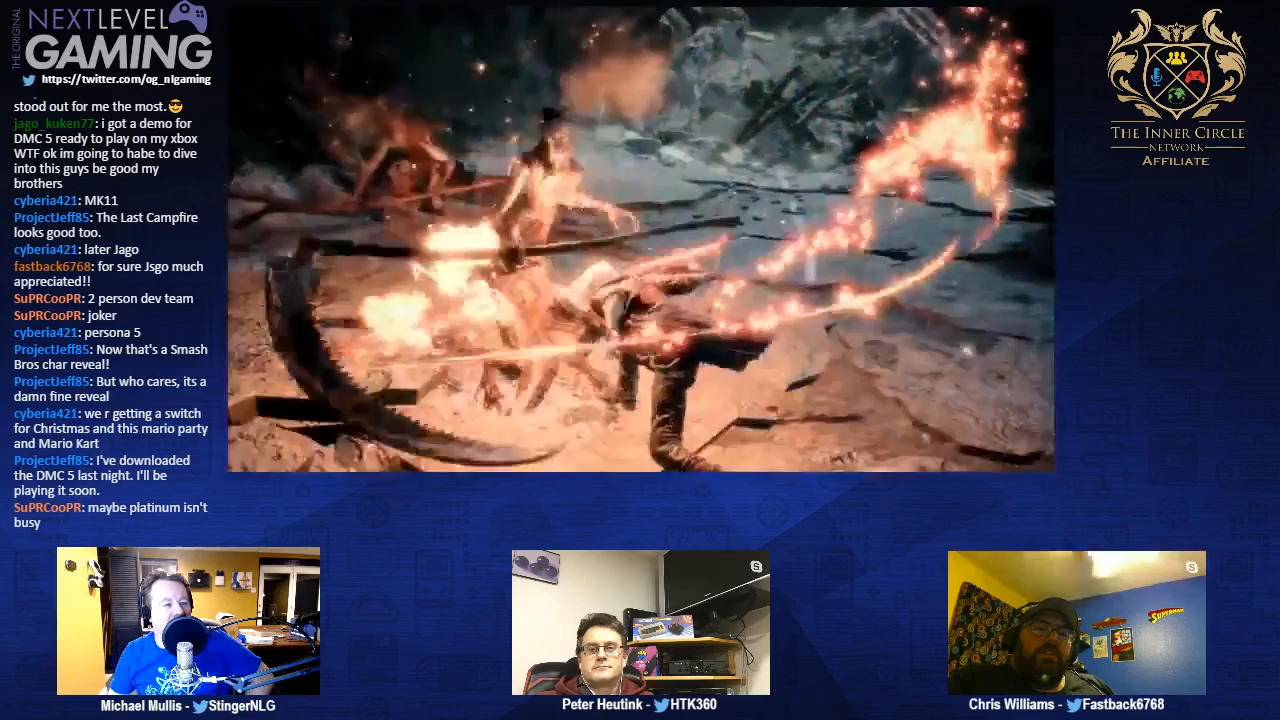 THE ORIGINAL
NEXTLEVEL
GAMING
https://twitter.com/og_nlgaming
stood out for me the most.
jago_kuken77: i got a demo for
DMC 5 ready to play on my xbox
WTF ok im going to habe to dive
into this guys be good my
brothers
cyberia421: MK11
ProjectJeff85: The Last Campfire
looks good too.
cyberia421: later Jago
fastback6768: for sure Jsgo much
appreciated!!
SuPRCooPR: 2 person dev team
SuPRCooPR: joker
cyberia421: persona 5
ProjectJeff85: Now that's a Smash
Bros char reveal!
ProjectJeff85: But who cares, its a
damn fine reveal
cyberia421: we r getting a switch
for Christmas and this mario party
and Mario Kart
ProjectJeff85: I've downloaded
the DMC 5 last night. I'll be
playing it soon.
SuPRCooPR: maybe platinum isn't
busy
THE INNER CIRCLE
NETWORK
AFFILIATE
SUPERMAN
Michael Mullis - StingerNLG
Peter Heutink - HTK360
Chris Williams - Fastback6768